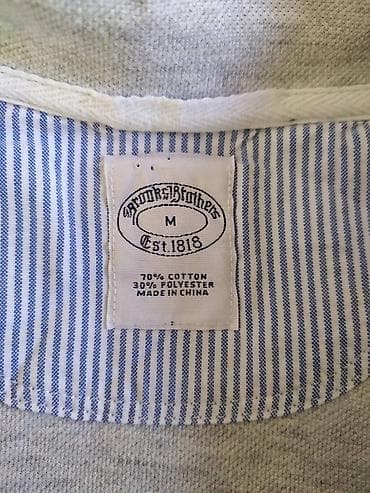 Brooks Brothers
M
Est. 1818
70% COTTON
30% POLYESTER
MADE IN CHINA